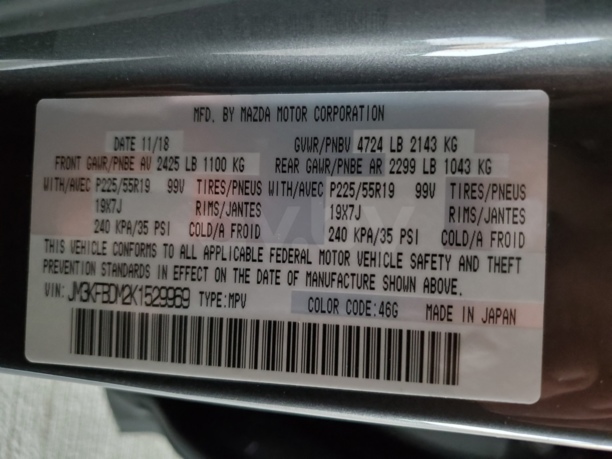 MFD. BY MAZDA MOTOR CORPORATION
DATE 11/18 GVWR/PNBV 4724 LB 2143 KG
FRONT GAWR/PNBE AV 2425 LB 1100 KG REAR GAWR/PNBE AR 2299 LB 1043 KG
WITH/AVEC P225/55R19 99V TIRES/PNEUS WITH/AVEC P225/55R19 99V TIRES/PNEUS
19X7J RIMS/JANTES 19X7J RIMS/JANTES
240 KPA/35 PSI COLD/A FROID 240 KPA/35 PSI COLD/A FROID
THIS VEHICLE CONFORMS TO ALL APPLICABLE FEDERAL MOTOR VEHICLE SAFETY AND THEFT
PREVENTION STANDARDS IN EFFECT ON THE DATE OF MANUFACTURE SHOWN ABOVE.
VIN: JM3KFBDM2K1529969 TYPE:MPV COLOR CODE:46G MADE IN JAPAN